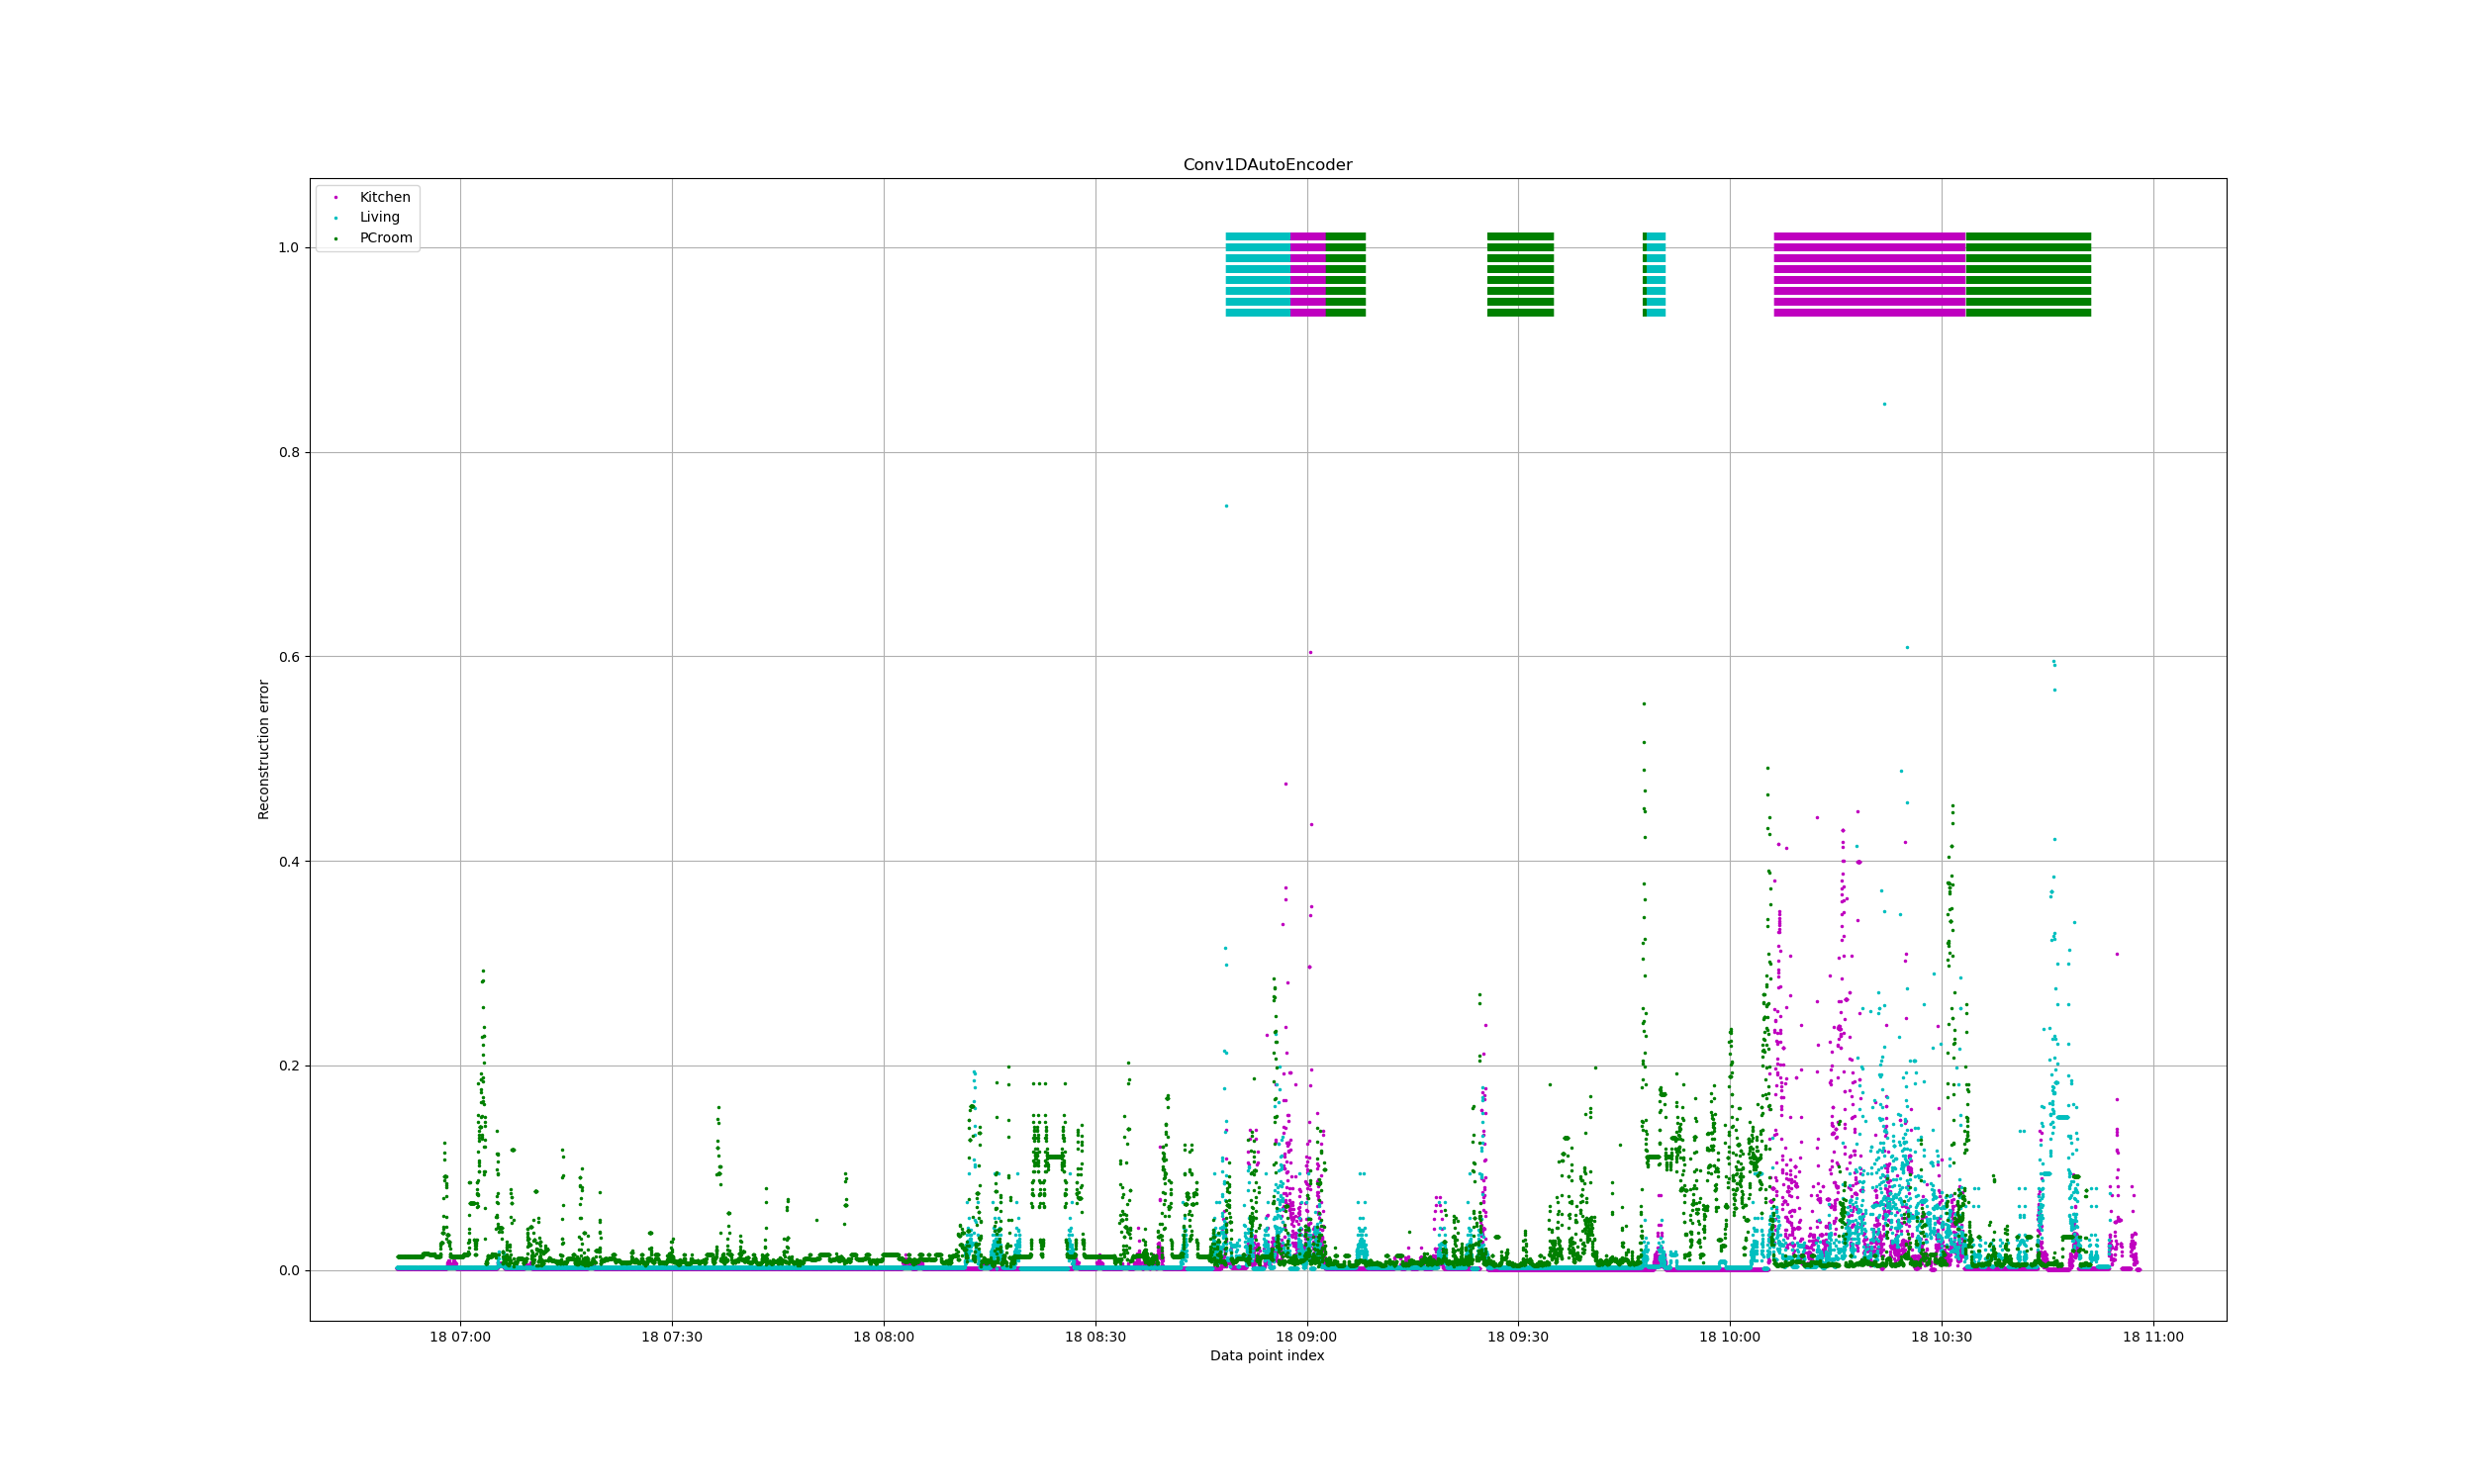 Conv1DAutoEncoder
Kitchen
Living
PCroom
1.0
0.8
0.6
0.4
0.2
0.0
Reconstruction error
18 07:00
18 07:30
18 08:00
18 08:30
18 09:00
18 09:30
18 10:00
18 10:30
18 11:00
Data point index